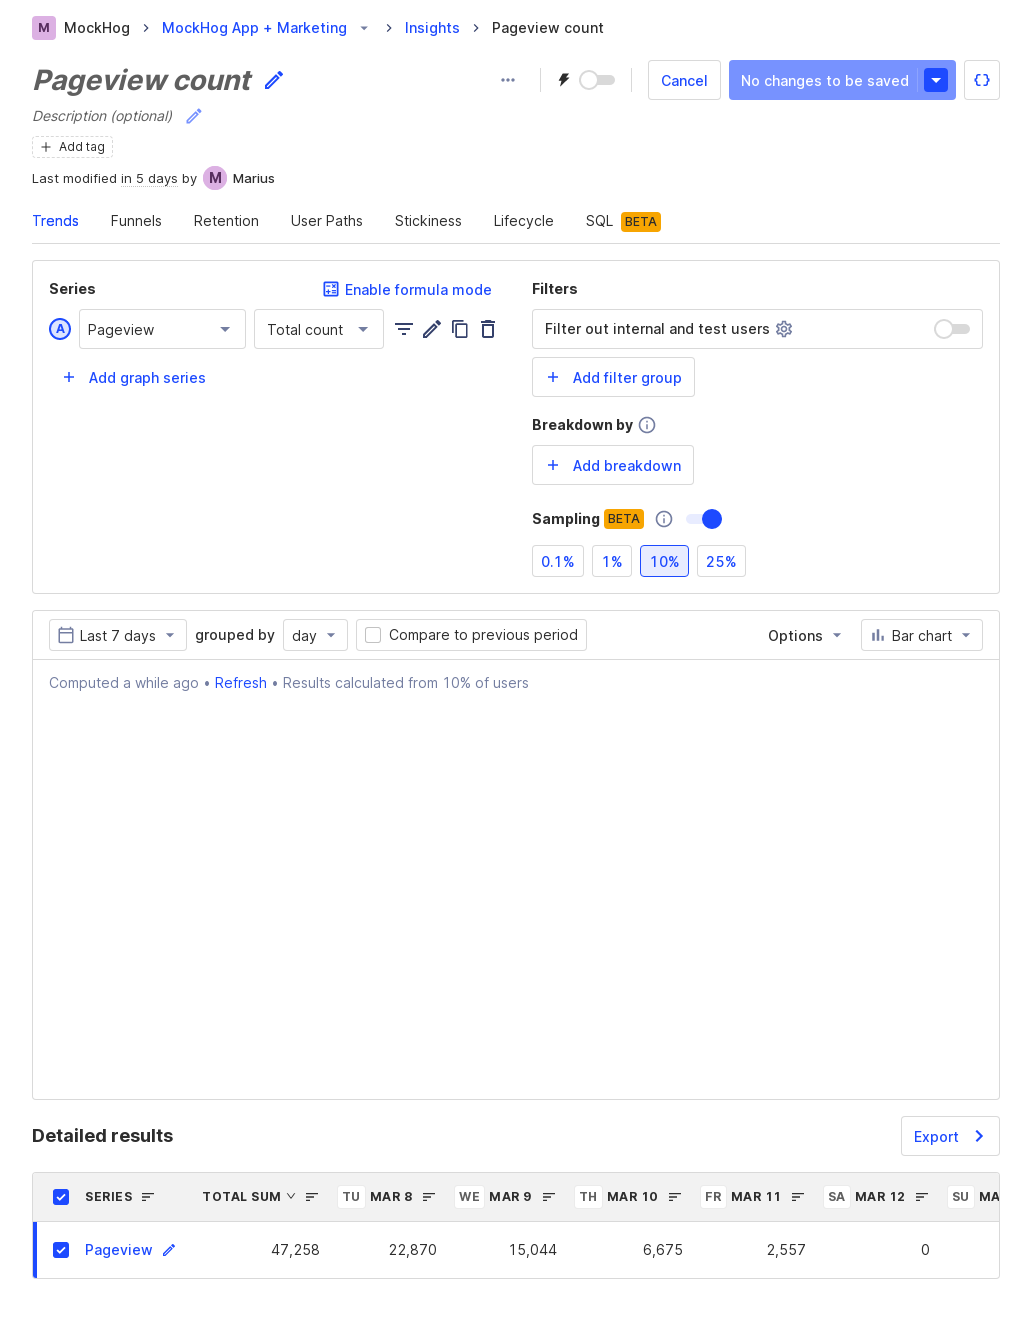 M MockHog > MockHog App + Marketing > Insights > Pageview count
Pageview count
Cancel
No changes to be saved
{}
Description (optional)
+ Add tag
Last modified in 5 days by M Marius
Trends Funnels Retention User Paths Stickiness Lifecycle SQL BETA
Series
Enable formula mode
A Pageview Total count
+ Add graph series
Filters
Filter out internal and test users
+ Add filter group
Breakdown by
+ Add breakdown
Sampling BETA
0.1% 1% 10% 25%
Last 7 days grouped by day Compare to previous period Options Bar chart
Computed a while ago • Refresh • Results calculated from 10% of users
Detailed results
Export
SERIES TOTAL SUM TU MAR 8 WE MAR 9 TH MAR 10 FR MAR 11 SA MAR 12 SU MA
Pageview 47,258 22,870 15,044 6,675 2,557 0